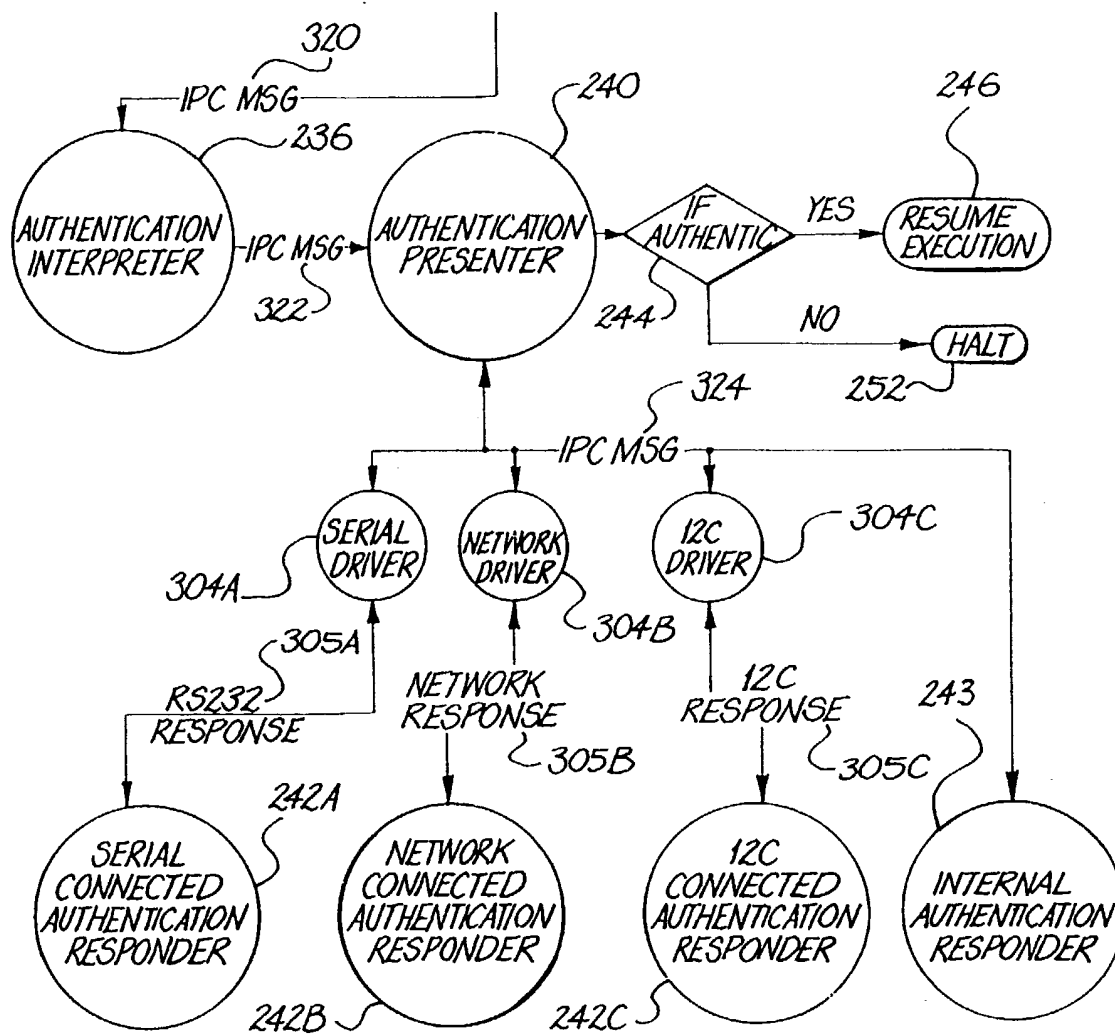 320
IPC MSG
236
240
246
AUTHENTICATION
INTERPRETER
IPC MSG
322
AUTHENTICATION
PRESENTER
IF
AUTHENTIC
244
YES
RESUME
EXECUTION
NO
HALT
252
324
IPC MSG
SERIAL
DRIVER
304A
NETWORK
DRIVER
304B
12C
DRIVER
304C
305A
RS232
RESPONSE
NETWORK
RESPONSE
305B
12C
RESPONSE
305C
243
242A
SERIAL
CONNECTED
AUTHENTICATION
RESPONDER
NETWORK
CONNECTED
AUTHENTICATION
RESPONDER
242B
12C
CONNECTED
AUTHENTICATION
RESPONDER
242C
INTERNAL
AUTHENTICATION
RESPONDER